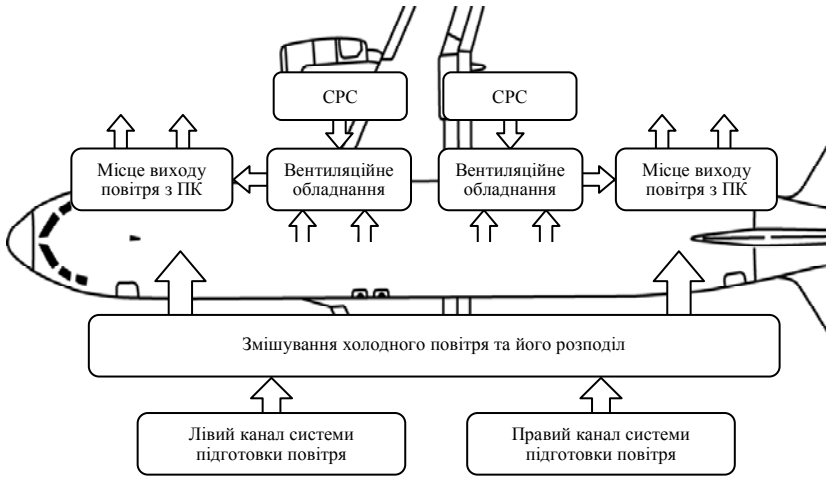 СРС
СРС
Місце виходу
повітря з ПК
Вентиляційне
обладнання
Вентиляційне
обладнання
Місце виходу
повітря з ПК
Змішування холодного повітря та його розподіл
Лівий канал системи
підготовки повітря
Правий канал системи
підготовки повітря